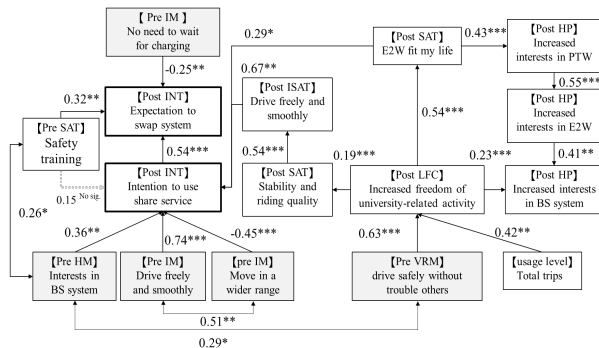 【 Pre IM】
No need to wait
for charging
-0.25**
0.29*
【Post SAT】
E2W fit my life
0.43***
【Post HP】
Increased
interests in PTW
0.55***
0.32**
【Post INT】
Expectation to
swap system
0.67**
【Post ISAT】
Drive freely and
smoothly
【Post HP】
Increased
interests in E2W
【Pre SAT】
Safety
training
0.54***
0.54***
0.54***
0.41**
0.15 No sig.
【Post INT】
Intention to use
share service
【Post SAT】
Stability and
riding quality
0.19***
【Post LFC】
Increased freedom of
university-related activity
0.23***
【Post HP】
Increased interests
in BS system
0.26*
0.36**
0.74***
-0.45***
0.63***
0.42**
【Pre HM】
Interests in
BS system
【Pre IM】
Drive freely
and smoothly
【pre IM】
Move in a
wider range
【Pre VRM】
drive safely without
trouble others
【usage level】
Total trips
0.51**
0.29*